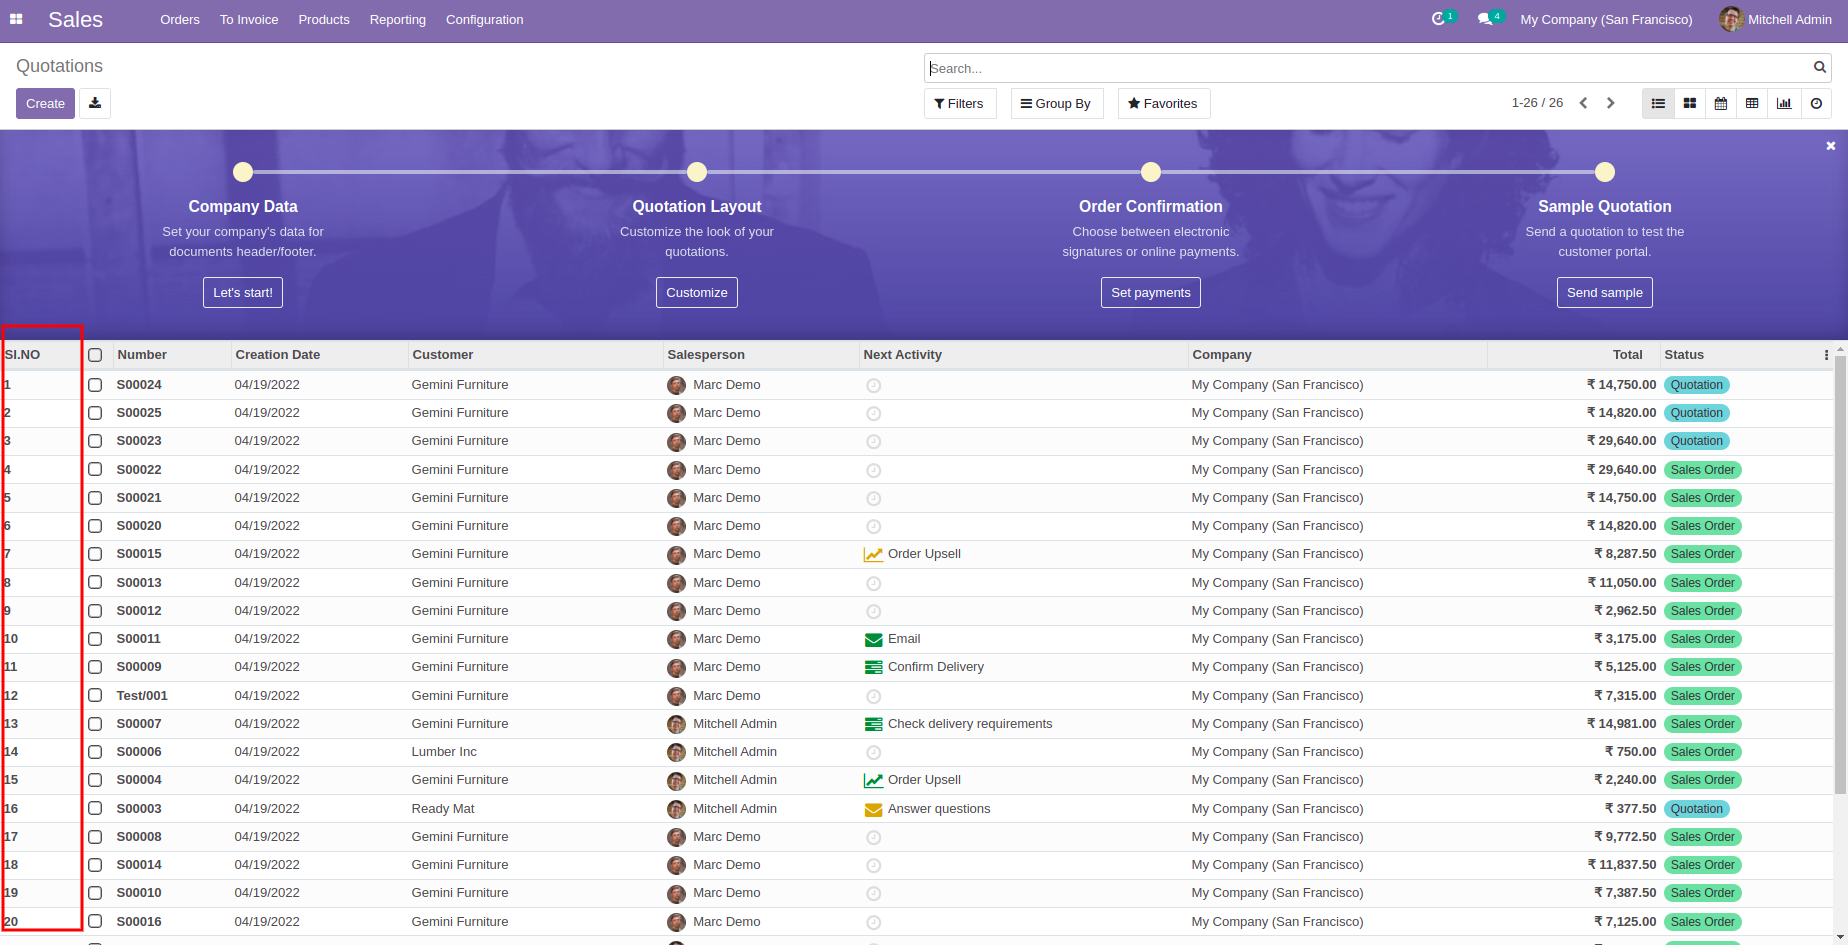 Sales Orders To Invoice Products Reporting Configuration 1 4 My Company (San Francisco) Mitchell Admin
Quotations
Search...
Create Filters Group By Favorites 1-26 / 26
Company Data Quotation Layout Order Confirmation Sample Quotation
Set your company's data for Customize the look of your Choose between electronic Send a quotation to test the
documents header/footer. quotations. signatures or online payments. customer portal.
Let's start! Customize Set payments Send sample
SI.NO Number Creation Date Customer Salesperson Next Activity Company Total Status
1 S00024 04/19/2022 Gemini Furniture Marc Demo My Company (San Francisco) ₹ 14,750.00 Quotation
2 S00025 04/19/2022 Gemini Furniture Marc Demo My Company (San Francisco) ₹ 14,820.00 Quotation
3 S00023 04/19/2022 Gemini Furniture Marc Demo My Company (San Francisco) ₹ 29,640.00 Quotation
4 S00022 04/19/2022 Gemini Furniture Marc Demo My Company (San Francisco) ₹ 29,640.00 Sales Order
5 S00021 04/19/2022 Gemini Furniture Marc Demo My Company (San Francisco) ₹ 14,750.00 Sales Order
6 S00020 04/19/2022 Gemini Furniture Marc Demo My Company (San Francisco) ₹ 14,820.00 Sales Order
7 S00015 04/19/2022 Gemini Furniture Marc Demo Order Upsell My Company (San Francisco) ₹ 8,287.50 Sales Order
8 S00013 04/19/2022 Gemini Furniture Marc Demo My Company (San Francisco) ₹ 11,050.00 Sales Order
9 S00012 04/19/2022 Gemini Furniture Marc Demo My Company (San Francisco) ₹ 2,962.50 Sales Order
10 S00011 04/19/2022 Gemini Furniture Marc Demo Email My Company (San Francisco) ₹ 3,175.00 Sales Order
11 S00009 04/19/2022 Gemini Furniture Marc Demo Confirm Delivery My Company (San Francisco) ₹ 5,125.00 Sales Order
12 Test/001 04/19/2022 Gemini Furniture Marc Demo My Company (San Francisco) ₹ 7,315.00 Sales Order
13 S00007 04/19/2022 Gemini Furniture Mitchell Admin Check delivery requirements My Company (San Francisco) ₹ 14,981.00 Sales Order
14 S00006 04/19/2022 Lumber Inc Mitchell Admin My Company (San Francisco) ₹ 750.00 Sales Order
15 S00004 04/19/2022 Gemini Furniture Mitchell Admin Order Upsell My Company (San Francisco) ₹ 2,240.00 Sales Order
16 S00003 04/19/2022 Ready Mat Mitchell Admin Answer questions My Company (San Francisco) ₹ 377.50 Quotation
17 S00008 04/19/2022 Gemini Furniture Marc Demo My Company (San Francisco) ₹ 9,772.50 Sales Order
18 S00014 04/19/2022 Gemini Furniture Marc Demo My Company (San Francisco) ₹ 11,837.50 Sales Order
19 S00010 04/19/2022 Gemini Furniture Marc Demo My Company (San Francisco) ₹ 7,387.50 Sales Order
20 S00016 04/19/2022 Gemini Furniture Marc Demo My Company (San Francisco) ₹ 7,125.00 Sales Order